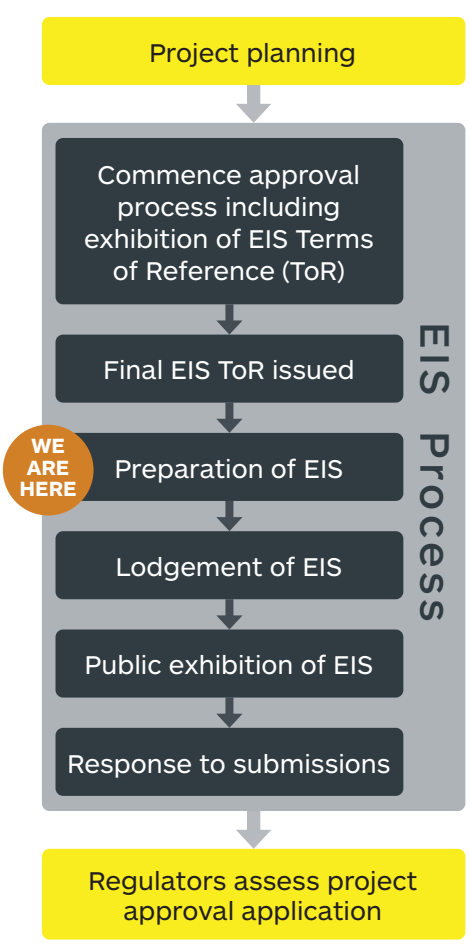 Project planning
Commence approval
process including
exhibition of EIS Terms
of Reference (ToR)
Final EIS ToR issued
WE
ARE
HERE
Preparation of EIS
Lodgement of EIS
Public exhibition of EIS
Response to submissions
EIS Process
Regulators assess project
approval application